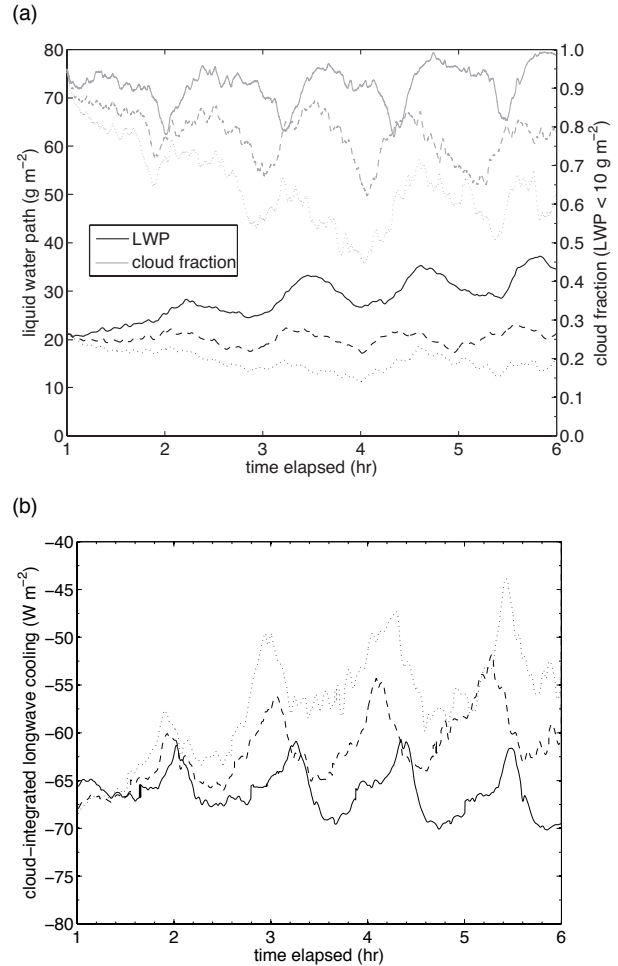 (a)
80
70
60
50
40
30
20
10
0
liquid water path (g m−2)
1.0
0.9
0.8
0.7
0.6
0.5
0.4
0.3
0.2
0.1
0.0
cloud fraction (LWP < 10 g m−2)
LWP
cloud fraction
1 2 3 4 5 6
time elapsed (hr)
(b)
−40
−45
−50
−55
−60
−65
−70
−75
−80
cloud−integrated longwave cooling (W m−2)
1 2 3 4 5 6
time elapsed (hr)